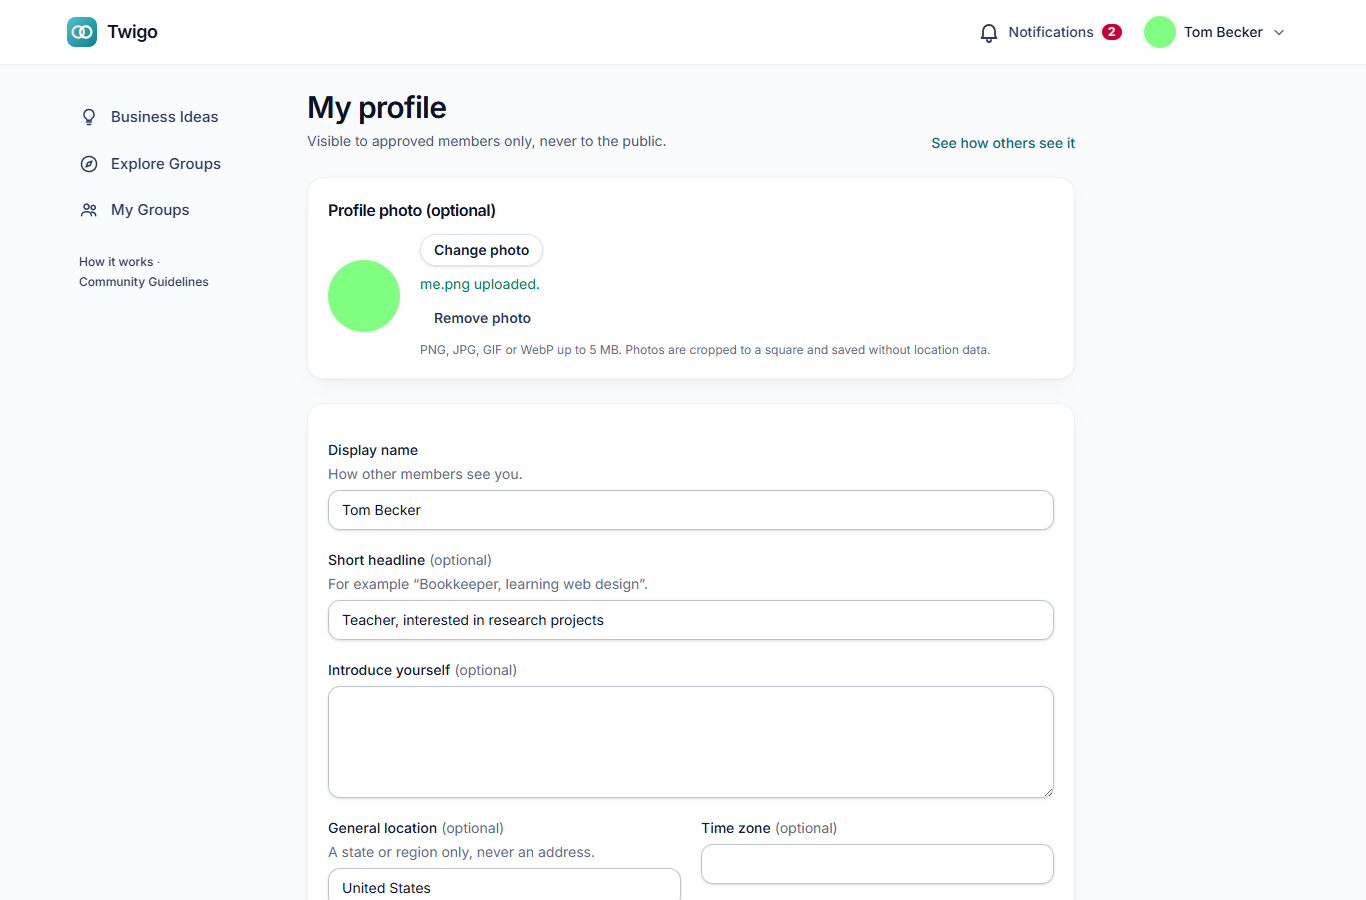 Twigo
Notifications 2
Tom Becker
Business Ideas
Explore Groups
My Groups
How it works ·
Community Guidelines
My profile
Visible to approved members only, never to the public.
See how others see it
Profile photo (optional)
Change photo
me.png uploaded.
Remove photo
PNG, JPG, GIF or WebP up to 5 MB. Photos are cropped to a square and saved without location data.
Display name
How other members see you.
Tom Becker
Short headline (optional)
For example “Bookkeeper, learning web design”.
Teacher, interested in research projects
Introduce yourself (optional)
General location (optional)
A state or region only, never an address.
United States
Time zone (optional)